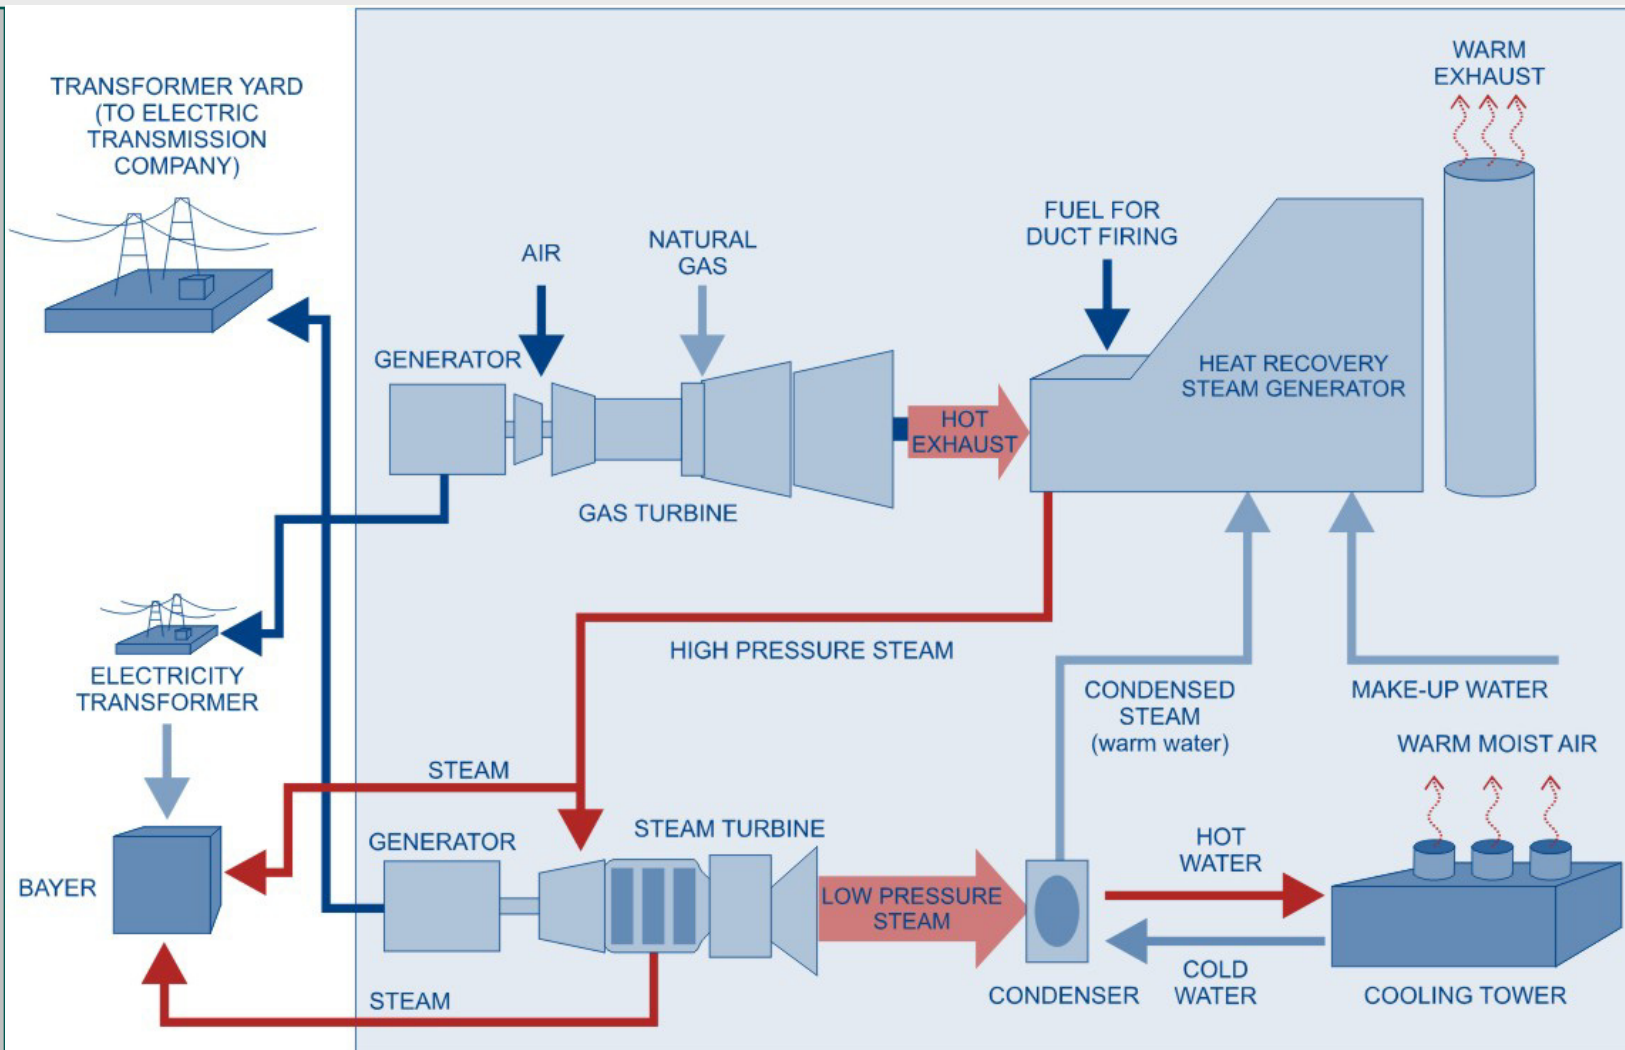 WARM
EXHAUST
TRANSFORMER YARD
(TO ELECTRIC
TRANSMISSION
COMPANY)
FUEL FOR
DUCT FIRING
AIR
NATURAL
GAS
GENERATOR
HEAT RECOVERY
STEAM GENERATOR
HOT
EXHAUST
GAS TURBINE
HIGH PRESSURE STEAM
ELECTRICITY
TRANSFORMER
CONDENSED
STEAM
(warm water)
MAKE-UP WATER
WARM MOIST AIR
STEAM
GENERATOR
STEAM TURBINE
HOT
WATER
BAYER
LOW PRESSURE
STEAM
COLD
WATER
STEAM
CONDENSER
COOLING TOWER